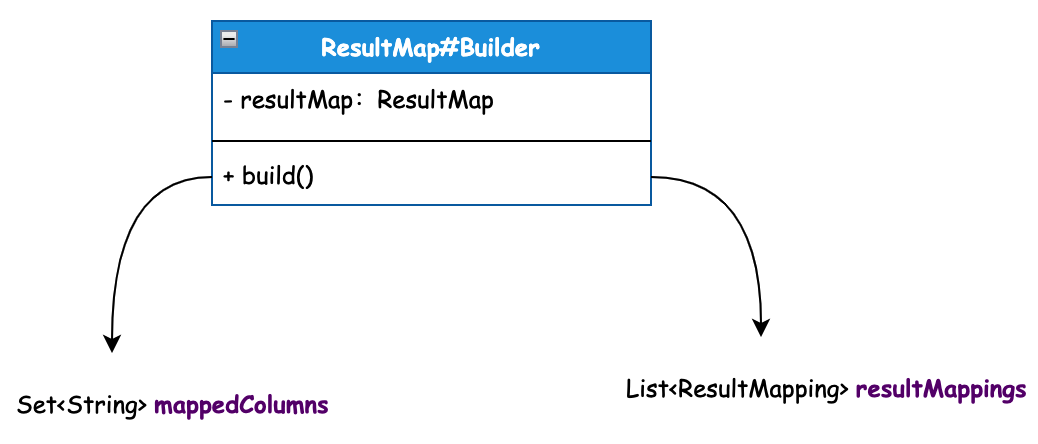 ResultMap#Builder
- resultMap: ResultMap
+ build()
Set<String> mappedColumns
List<ResultMapping> resultMappings